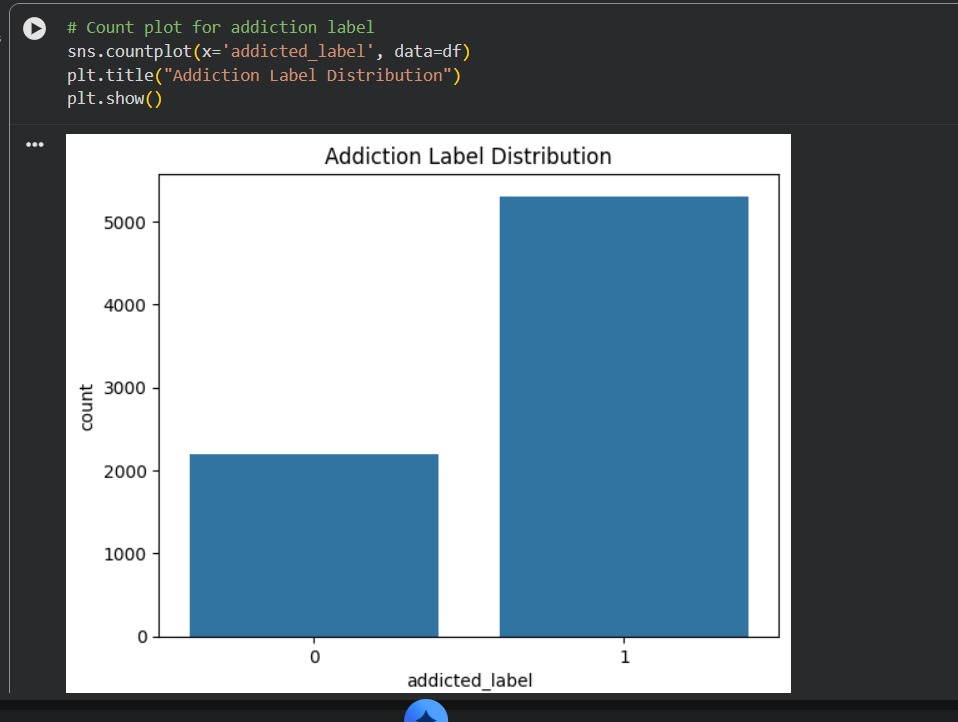 # Count plot for addiction label
sns.countplot(x='addicted_label', data=df)
plt.title("Addiction Label Distribution")
plt.show()
Addiction Label Distribution
5000
4000
3000
2000
1000
0
count
0 1
addicted_label